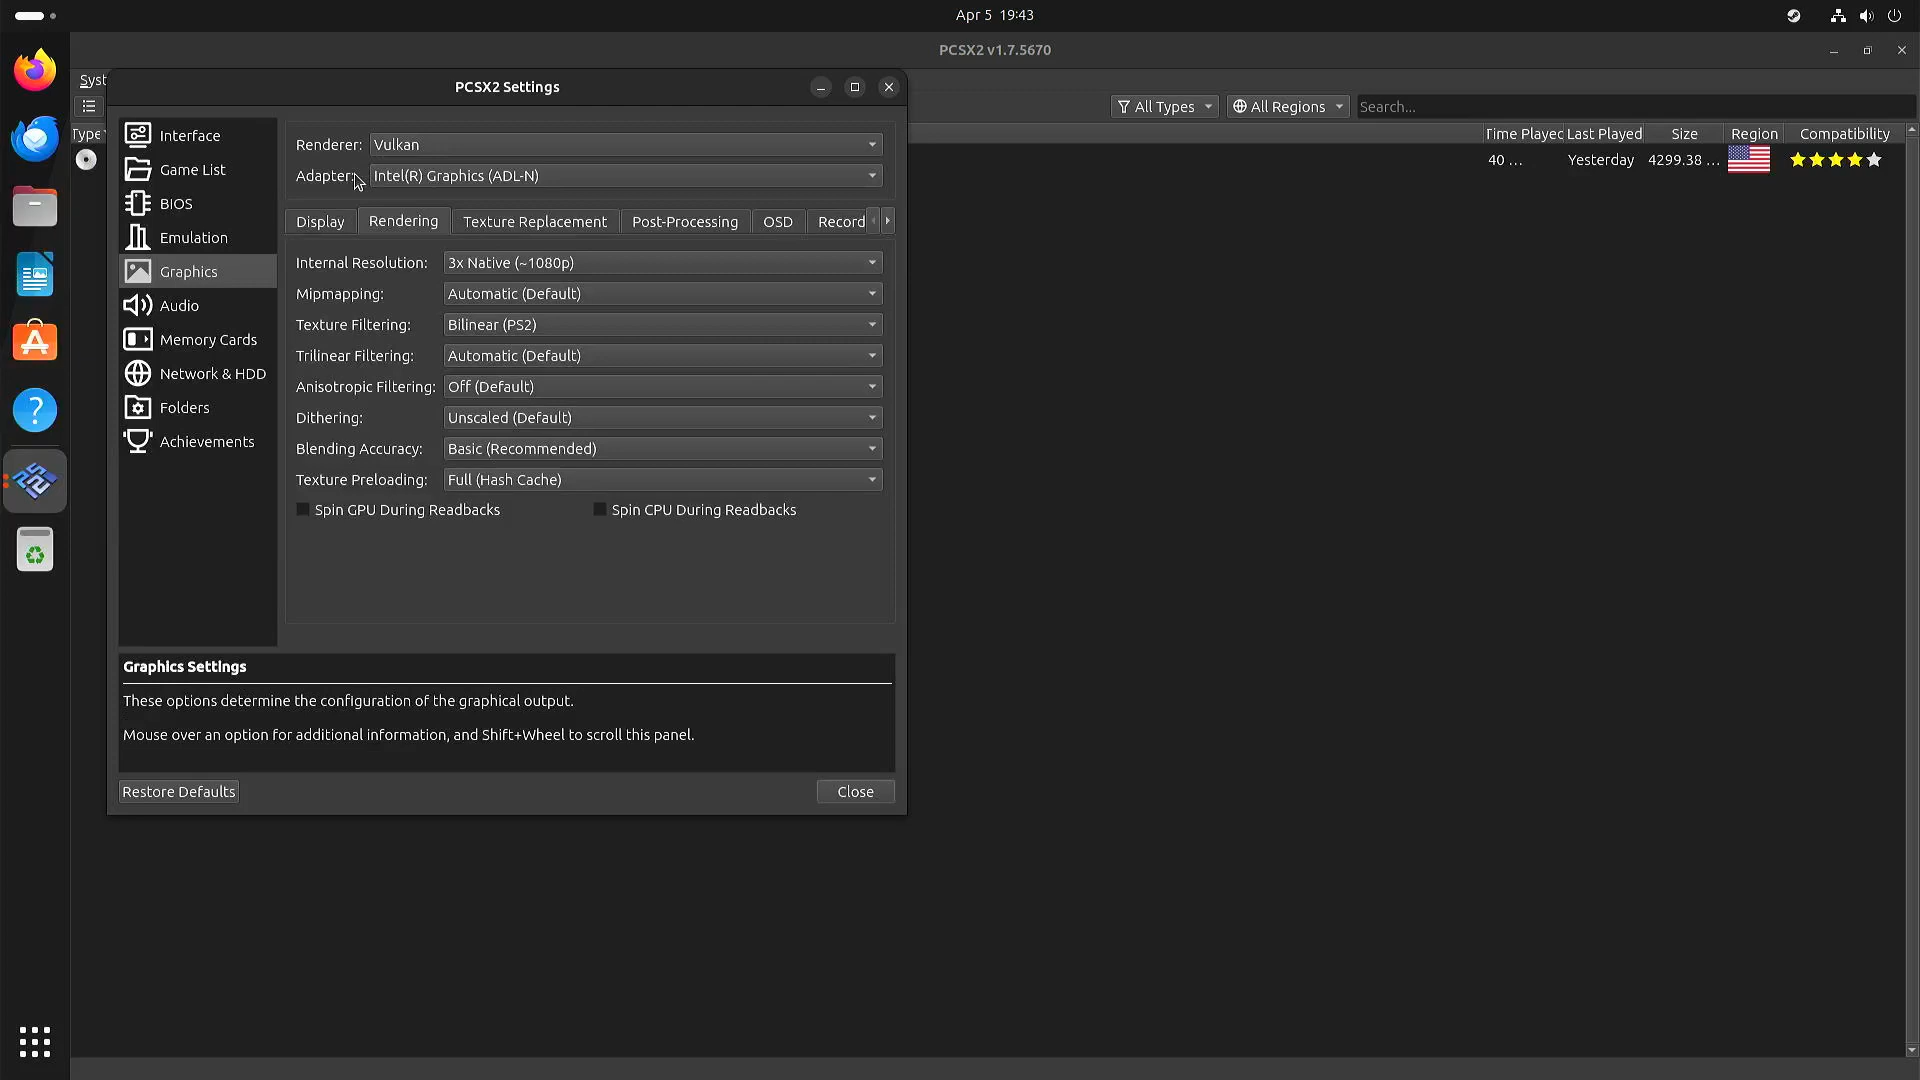 Apr 5 19:43
PCSX2 v1.7.5670
Syst
PCSX2 Settings
All Types
All Regions
Search...
Type
Time Played
Last Played
Size
Region
Compatibility
40 ...
Yesterday
4299.38 ...
Interface
Game List
BIOS
Emulation
Graphics
Audio
Memory Cards
Network & HDD
Folders
Achievements
Renderer: Vulkan
Adapter: Intel(R) Graphics (ADL-N)
Display Rendering Texture Replacement Post-Processing OSD Record
Internal Resolution: 3x Native (~1080p)
Mipmapping: Automatic (Default)
Texture Filtering: Bilinear (PS2)
Trilinear Filtering: Automatic (Default)
Anisotropic Filtering: Off (Default)
Dithering: Unscaled (Default)
Blending Accuracy: Basic (Recommended)
Texture Preloading: Full (Hash Cache)
Spin GPU During Readbacks Spin CPU During Readbacks
Graphics Settings
These options determine the configuration of the graphical output.
Mouse over an option for additional information, and Shift+Wheel to scroll this panel.
Restore Defaults
Close